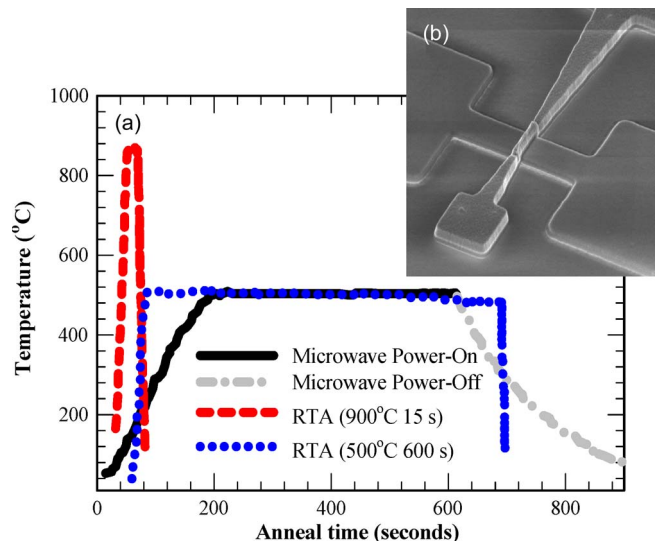 (b)
1000
(a)
800
600
400
200
0
200
400
600
800
Temperature (°C)
Anneal time (seconds)
Microwave Power-On
Microwave Power-Off
RTA (900°C 15 s)
RTA (500°C 600 s)